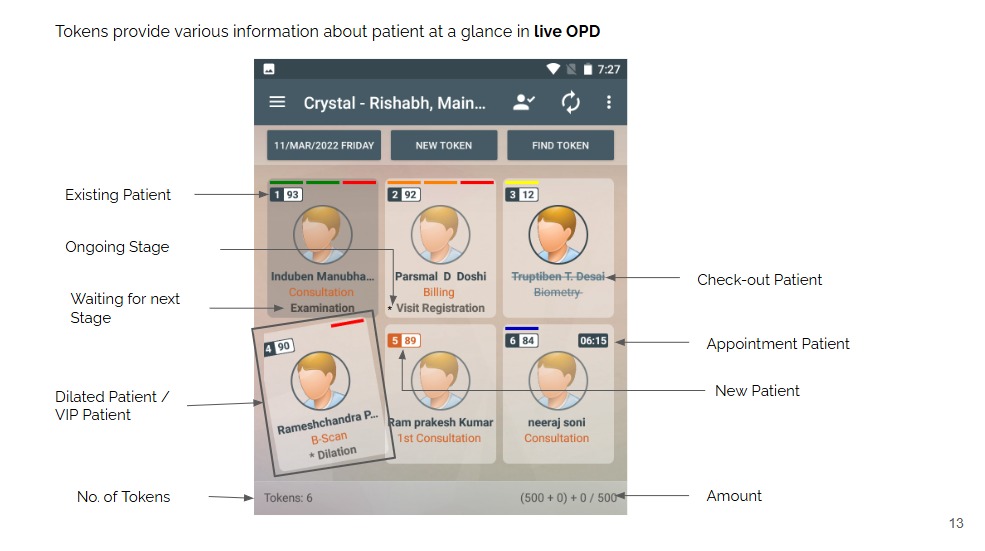 Tokens provide various information about patient at a glance in live OPD
7:27
Crystal - Rishabh, Main...
11/MAR/2022 FRIDAY
NEW TOKEN
FIND TOKEN
Existing Patient
1 93
2 92
3 12
Ongoing Stage
Induben Manubha...
Consultation
Examination
Parsmal D Doshi
Billing
* Visit Registration
Truptiben T. Desai
Biometry
Check-out Patient
Waiting for next
Stage
4 90
5 89
6 84
06:15
Appointment Patient
New Patient
Dilated Patient /
VIP Patient
Rameshchandra P...
B-Scan
* Dilation
Ram prakesh Kumar
1st Consultation
neeraj soni
Consultation
No. of Tokens
Tokens: 6
(500 + 0) + 0 / 500
Amount
13